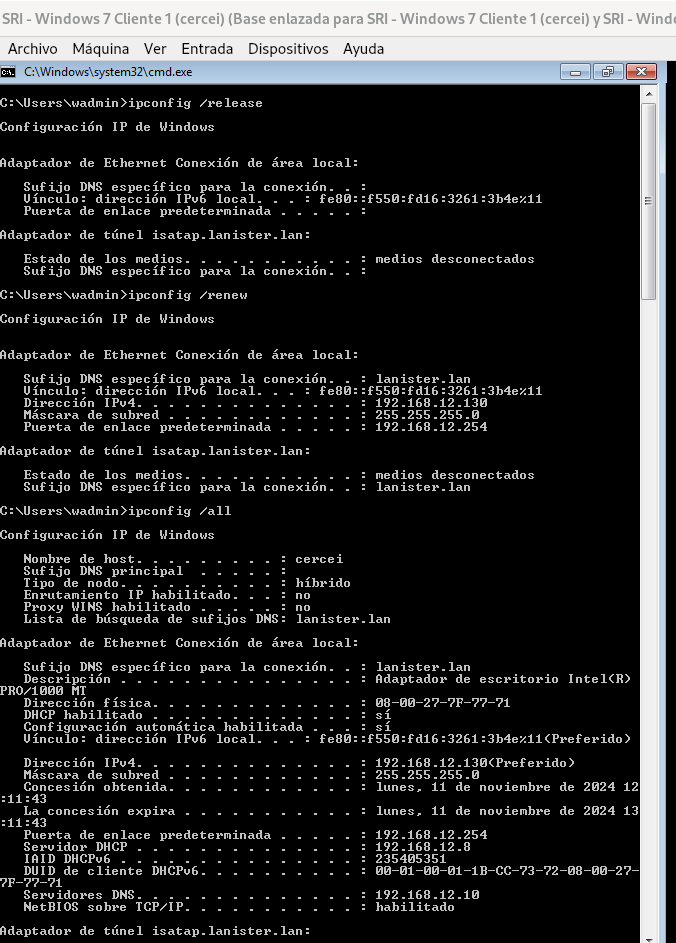 SRI - Windows 7 Cliente 1 (cercei) (Base enlazada para SRI - Windows 7 Cliente 1 (cercei) y SRI - Windo
Archivo Máquina Ver Entrada Dispositivos Ayuda
C:\Windows\system32\cmd.exe
C:\Users\wadmin>ipconfig /release
Configuración IP de Windows
Adaptador de Ethernet Conexión de área local:
Sufijo DNS específico para la conexión. . :
Vínculo: dirección IPv6 local. . . : fe80::f550:fd16:3261:3b4e%11
Puerta de enlace predeterminada . . . . . :
Adaptador de túnel isatap.lanister.lan:
Estado de los medios. . . . . . . . . . . : medios desconectados
Sufijo DNS específico para la conexión. . :
C:\Users\wadmin>ipconfig /renew
Configuración IP de Windows
Adaptador de Ethernet Conexión de área local:
Sufijo DNS específico para la conexión. . : lanister.lan
Vínculo: dirección IPv6 local. . . : fe80::f550:fd16:3261:3b4e%11
Dirección IPv4. . . . . . . . . . . . . . : 192.168.12.130
Máscara de subred . . . . . . . . . . . . : 255.255.255.0
Puerta de enlace predeterminada . . . . . : 192.168.12.254
Adaptador de túnel isatap.lanister.lan:
Estado de los medios. . . . . . . . . . . : medios desconectados
Sufijo DNS específico para la conexión. . : lanister.lan
C:\Users\wadmin>ipconfig /all
Configuración IP de Windows
Nombre de host. . . . . . . . . : cercei
Sufijo DNS principal  . . . . . :
Tipo de nodo. . . . . . . . . . : híbrido
Enrutamiento IP habilitado. . . : no
Proxy WINS habilitado . . . . . : no
Lista de búsqueda de sufijos DNS: lanister.lan
Adaptador de Ethernet Conexión de área local:
Sufijo DNS específico para la conexión. . : lanister.lan
Descripción . . . . . . . . . . . . . . . : Adaptador de escritorio Intel(R)
PRO/1000 MT
Dirección física. . . . . . . . . . . . . : 08-00-27-7F-77-71
DHCP habilitado . . . . . . . . . . . . . : sí
Configuración automática habilitada . . . : sí
Vínculo: dirección IPv6 local. . . : fe80::f550:fd16:3261:3b4e%11(Preferido)
Dirección IPv4. . . . . . . . . . . . . . : 192.168.12.130(Preferido)
Máscara de subred . . . . . . . . . . . . : 255.255.255.0
Concesión obtenida. . . . . . . . . . . . : lunes, 11 de noviembre de 2024 12
:11:43
La concesión expira . . . . . . . . . . . : lunes, 11 de noviembre de 2024 13
:11:43
Puerta de enlace predeterminada . . . . . : 192.168.12.254
Servidor DHCP . . . . . . . . . . . . . . : 192.168.12.8
IAID DHCPv6 . . . . . . . . . . . . . . . : 235405351
DUID de cliente DHCPv6. . . . . . . . . . : 00-01-00-01-1B-CC-73-72-08-00-27-
7F-77-71
Servidores DNS. . . . . . . . . . . . . . : 192.168.12.10
NetBIOS sobre TCP/IP. . . . . . . . . . . : habilitado
Adaptador de túnel isatap.lanister.lan: